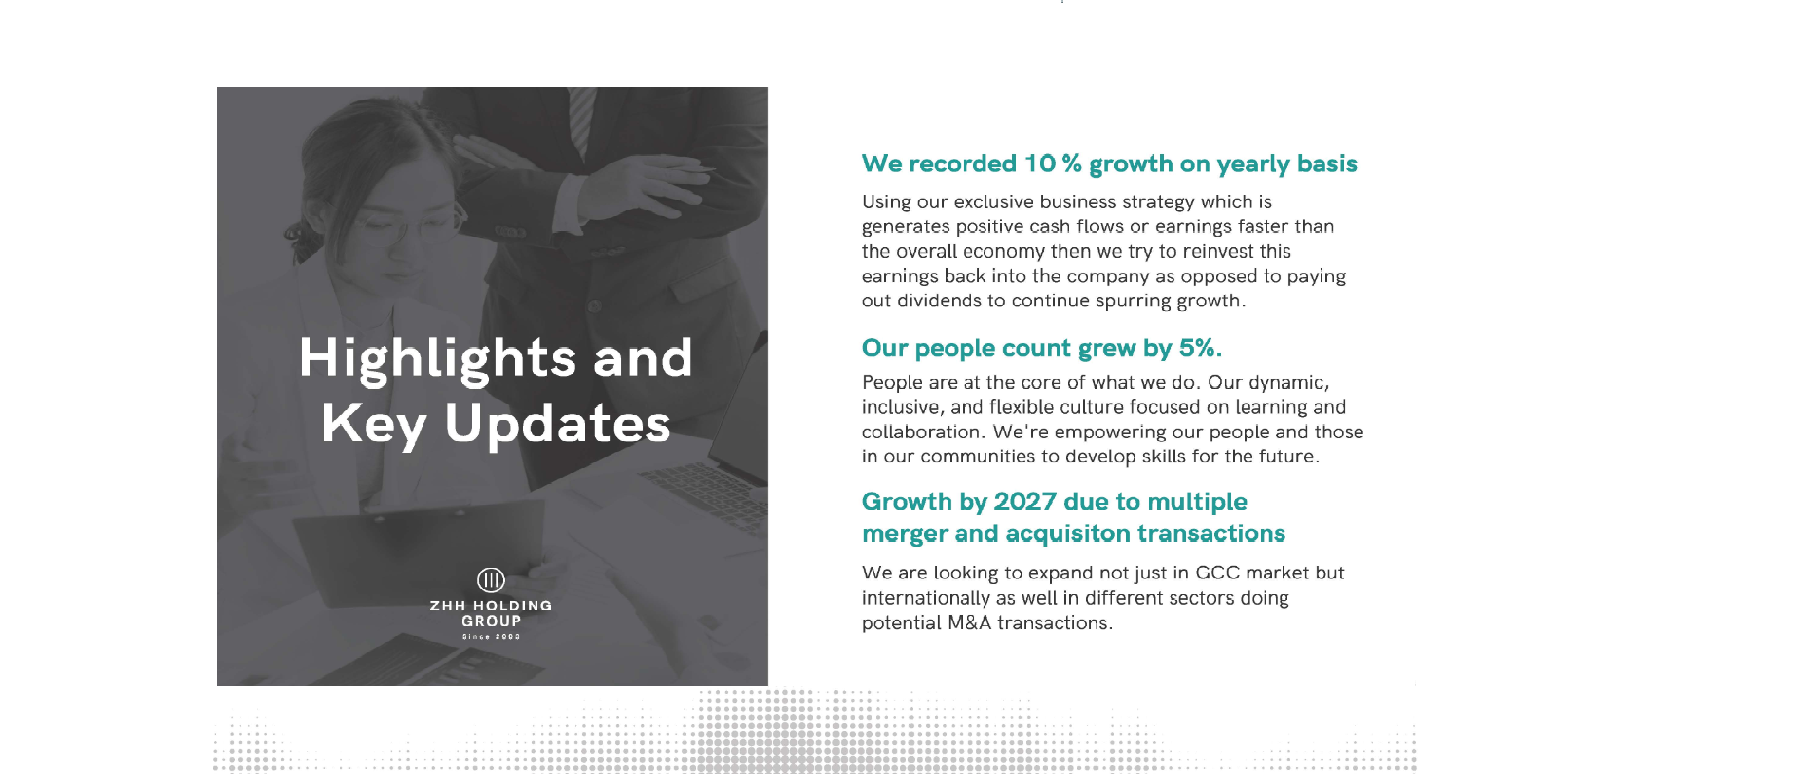 Highlights and
Key Updates
ZHH HOLDING
GROUP
We recorded 10 % growth on yearly basis
Using our exclusive business strategy which is
generates positive cash flows or earnings faster than
the overall economy then we try to reinvest this
earnings back into the company as opposed to paying
out dividends to continue spurring growth.
Our people count grew by 5%.
People are at the core of what we do. Our dynamic,
inclusive, and flexible culture focused on learning and
collaboration. We're empowering our people and those
in our communities to develop skills for the future.
Growth by 2027 due to multiple
merger and acquisiton transactions
We are looking to expand not just in GCC market but
internationally as well in different sectors doing
potential M&A transactions.